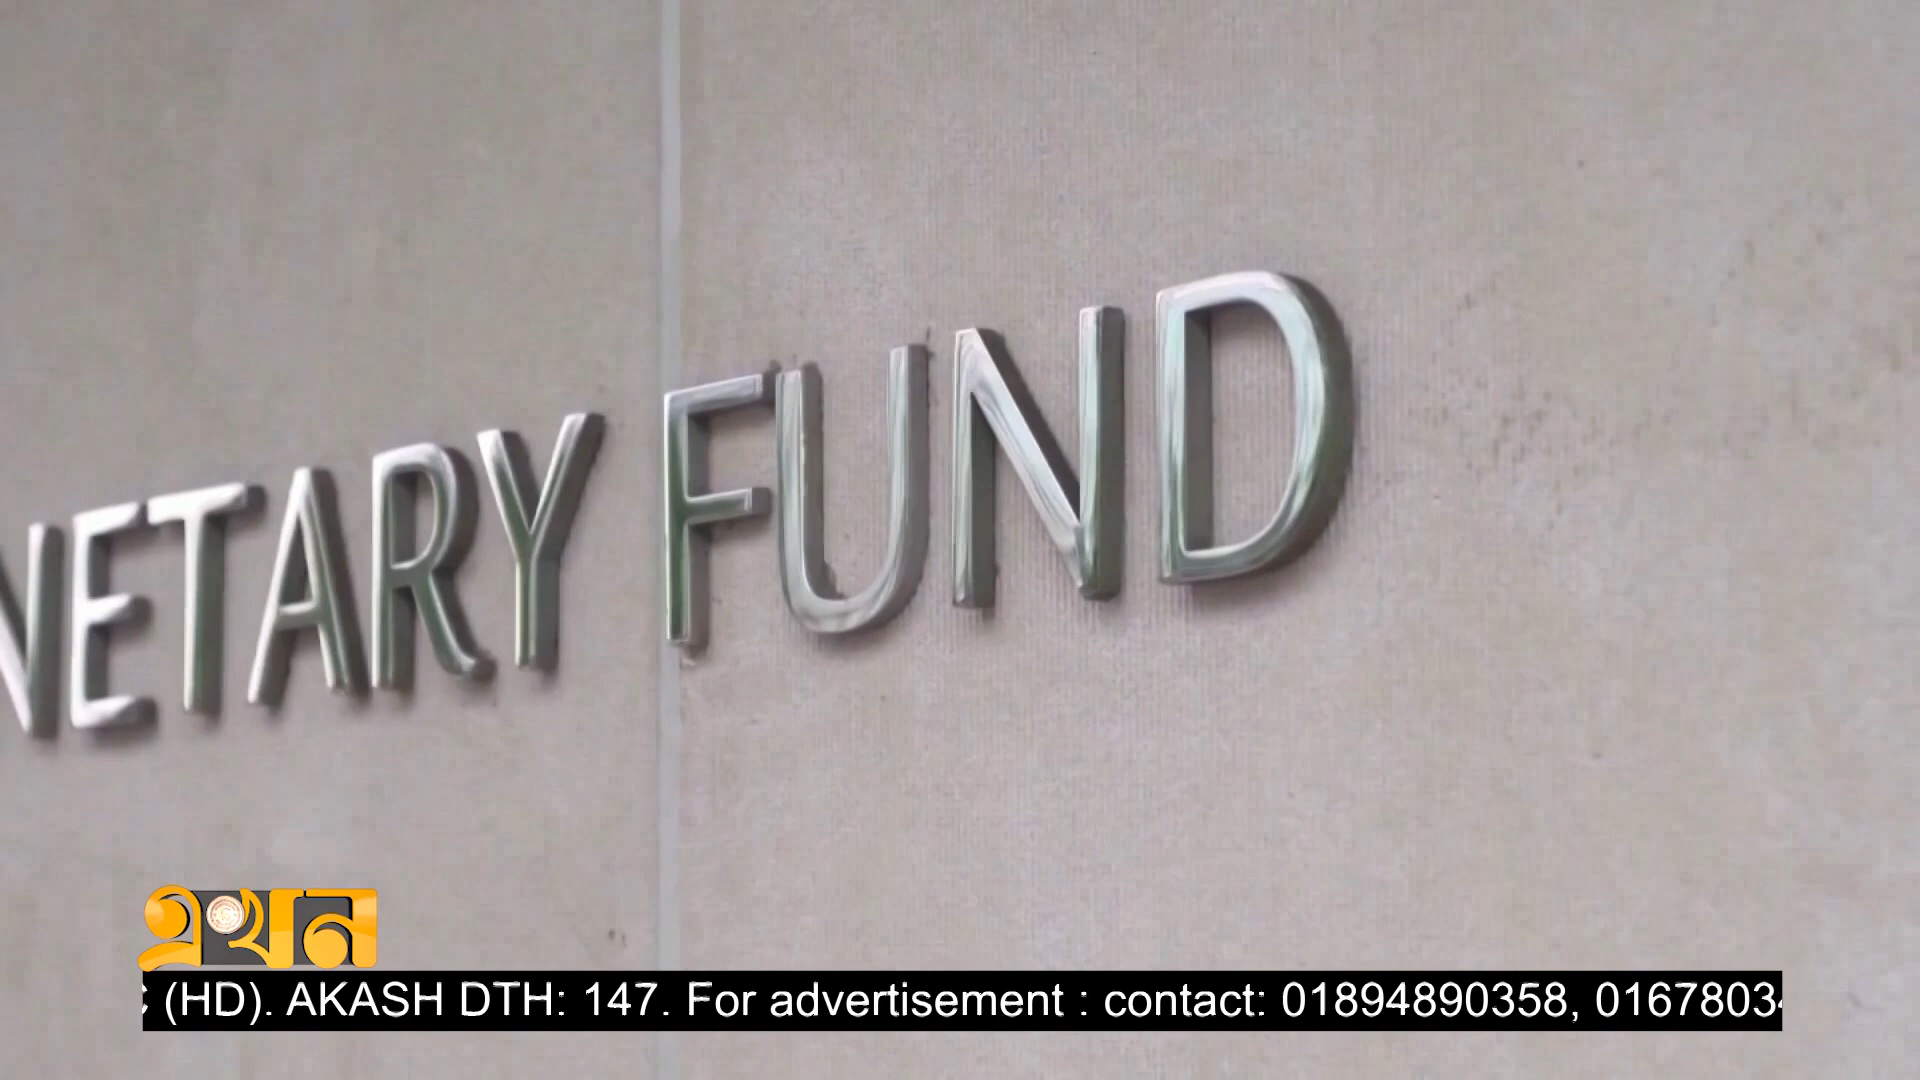 NETARY FUND
এখন
(HD). AKASH DTH: 147. For advertisement : contact: 01894890358, 0167803